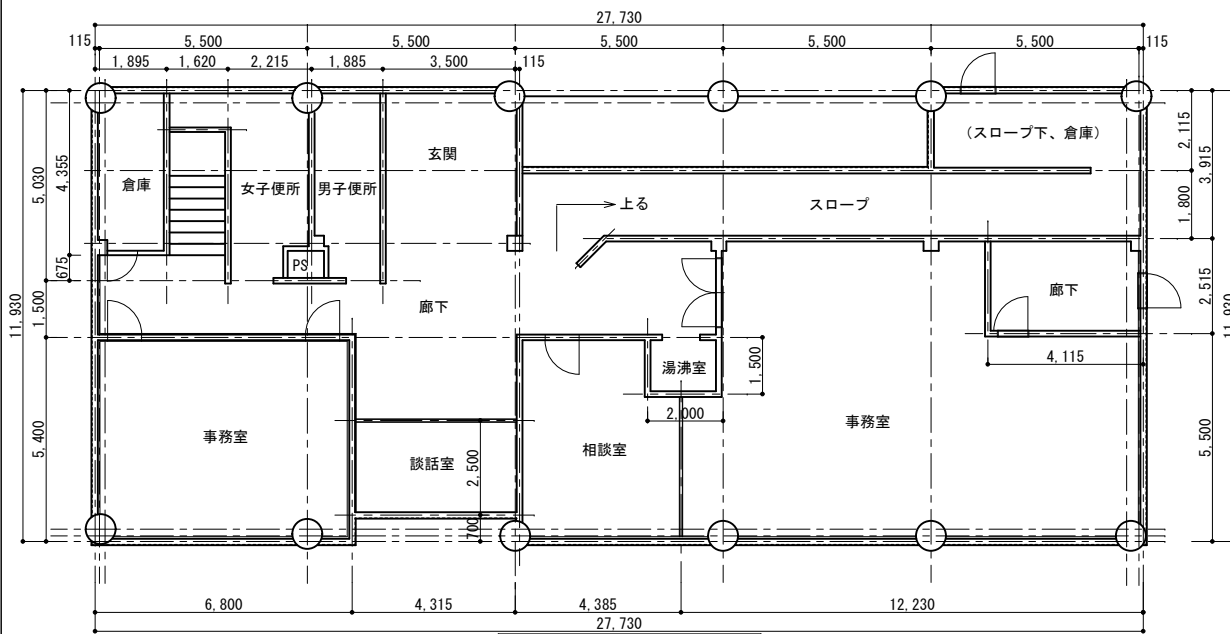 27,730
115 5,500 5,500 5,500 5,500 5,500 115
1,895 1,620 2,215 1,885 3,500 115
(スロープ下、倉庫)
玄関
倉庫 女子便所 男子便所
上る スロープ
PS
廊下
廊下
湯沸室
事務室 談話室 相談室 事務室
11,930
5,030
4,355
675
1,500
5,400
2,115
3,915
1,800
2,515
11,930
5,500
4,115
1,500
2,000
2,500
700
6,800 4,315 4,385 12,230
27,730